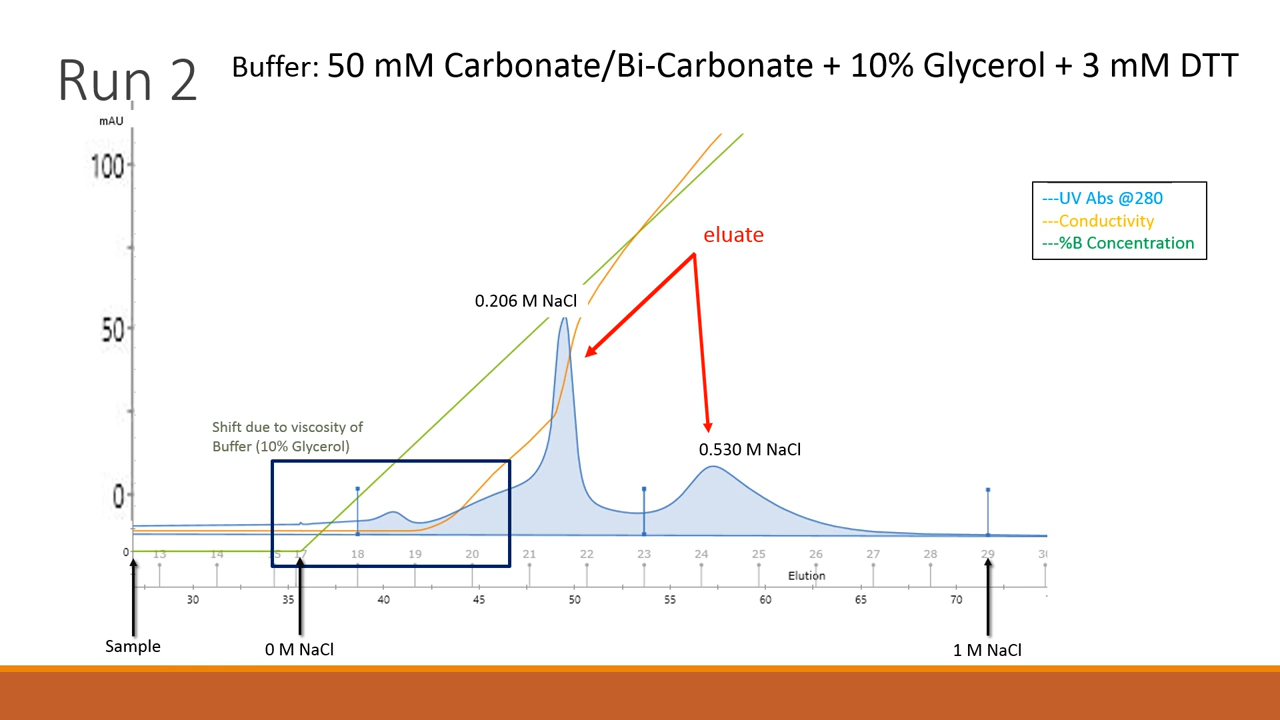 Run 2
Buffer: 50 mM Carbonate/Bi-Carbonate + 10% Glycerol + 3 mM DTT
mAU
100
50
0
0
---UV Abs @280
---Conductivity
---%B Concentration
eluate
0.206 M NaCl
0.530 M NaCl
Shift due to viscosity of
Buffer (10% Glycerol)
13 14 15 17 18 19 20 21 22 23 24 25 26 27 28 29
Elution
30 35 40 45 50 55 60 65 70
Sample
0 M NaCl
1 M NaCl